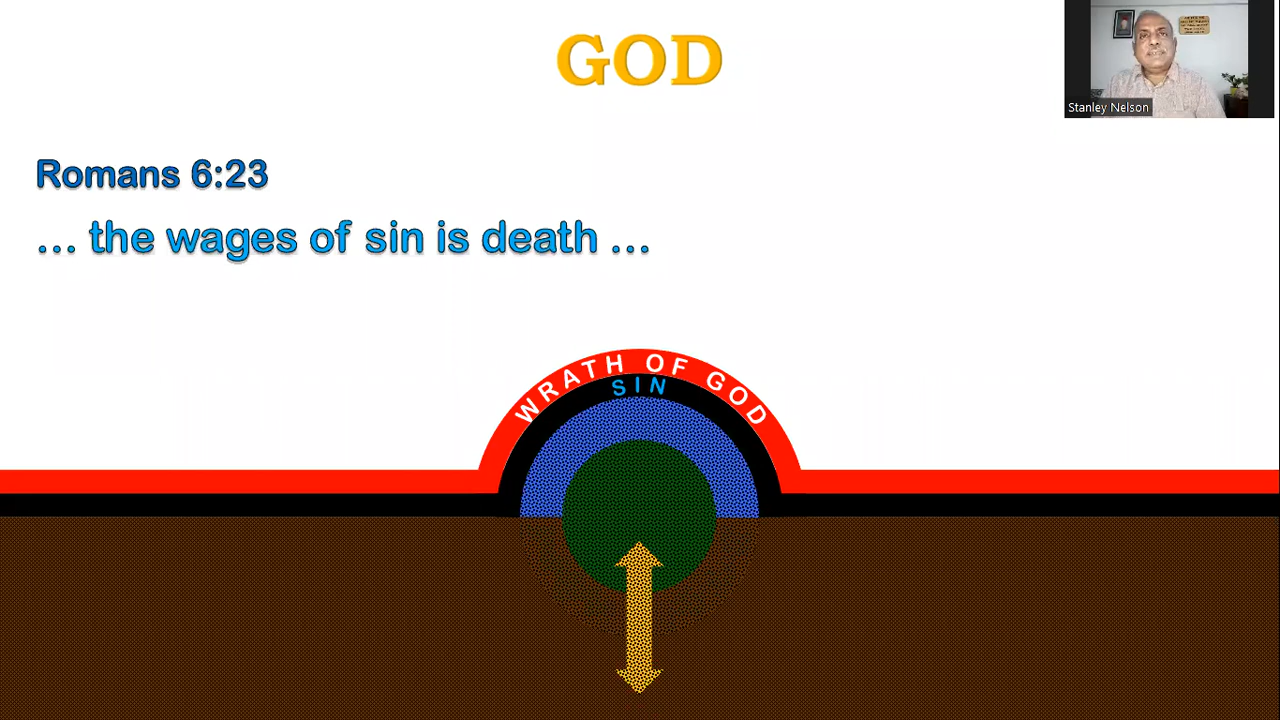 GOD
Stanley Nelson
Romans 6:23
... the wages of sin is death ...
WRATH OF GOD
SIN